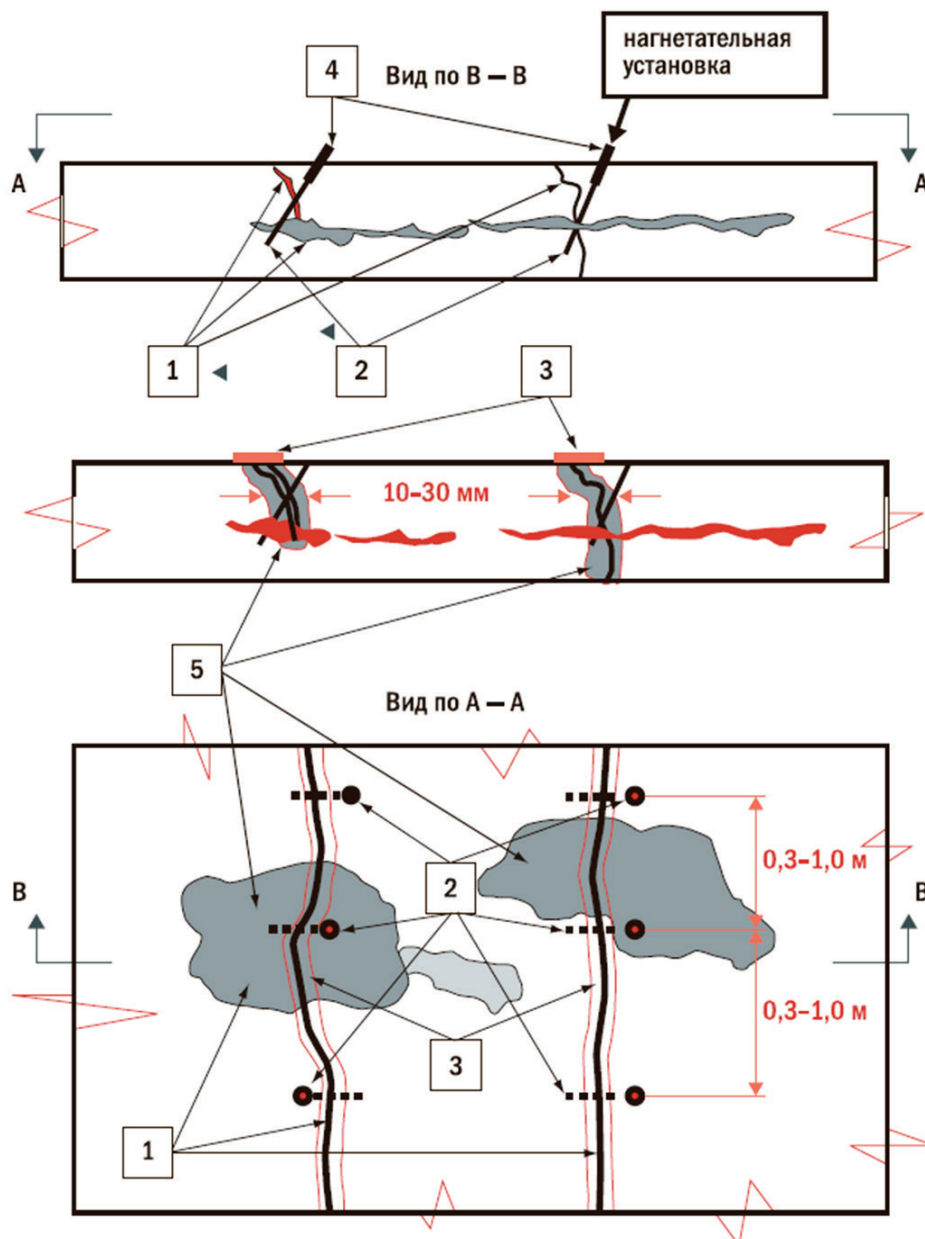 нагнетательная
установка
4
Вид по В — В
А
А
1
2
3
10–30 мм
5
Вид по А — А
0,3–1,0 м
В
2
В
0,3–1,0 м
3
1